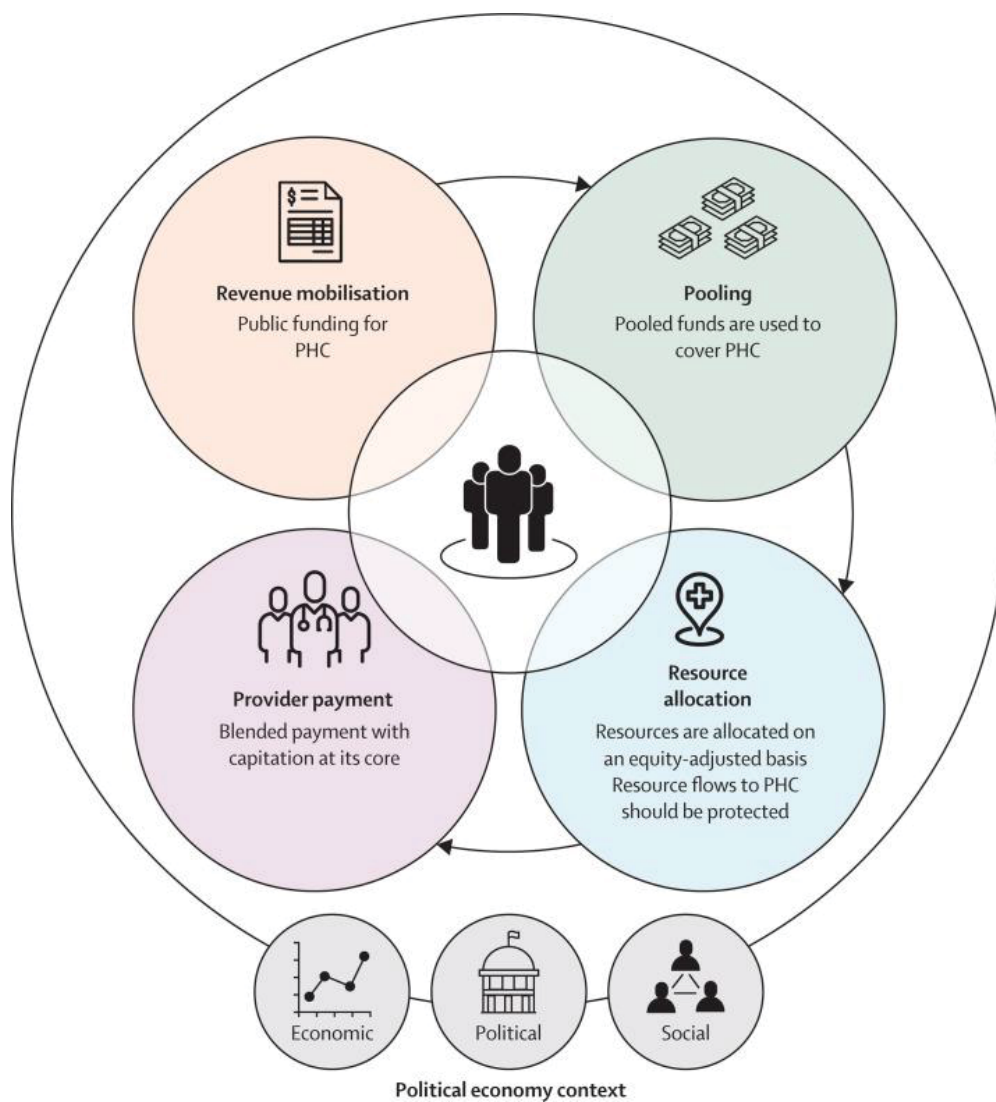 $
Revenue mobilisation
Public funding for
PHC
Pooling
Pooled funds are used to
cover PHC
Provider payment
Blended payment with
capitation at its core
Resource
allocation
Resources are allocated on
an equity-adjusted basis
Resource flows to PHC
should be protected
Economic
Political
Social
Political economy context